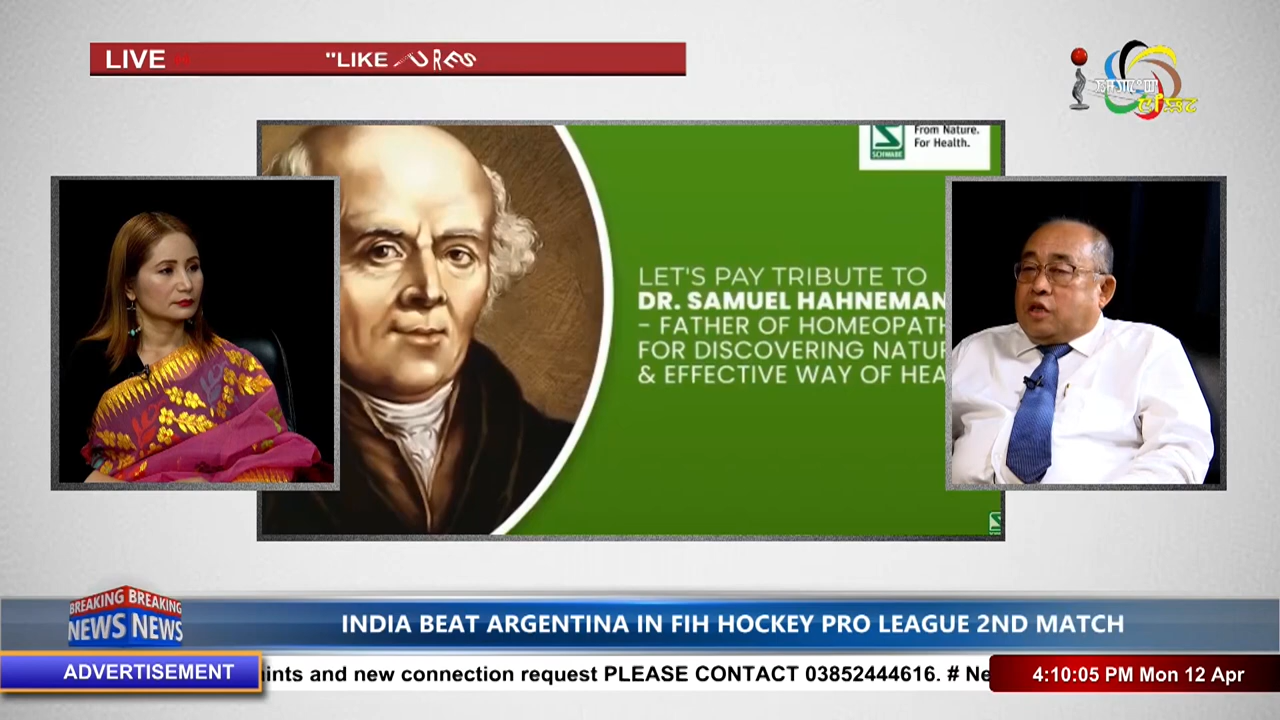 LIVE "LIKE URES
From Nature.
For Health.
SCHWABE
LET'S PAY TRIBUTE TO
DR. SAMUEL HAHNEMAN
- FATHER OF HOMEOPATH
FOR DISCOVERING NATUR
& EFFECTIVE WAY OF HEA
BREAKING BREAKING
NEWS NEWS
INDIA BEAT ARGENTINA IN FIH HOCKEY PRO LEAGUE 2ND MATCH
ADVERTISEMENT
ints and new connection request PLEASE CONTACT 03852444616. # Ne
4:10:05 PM Mon 12 Apr